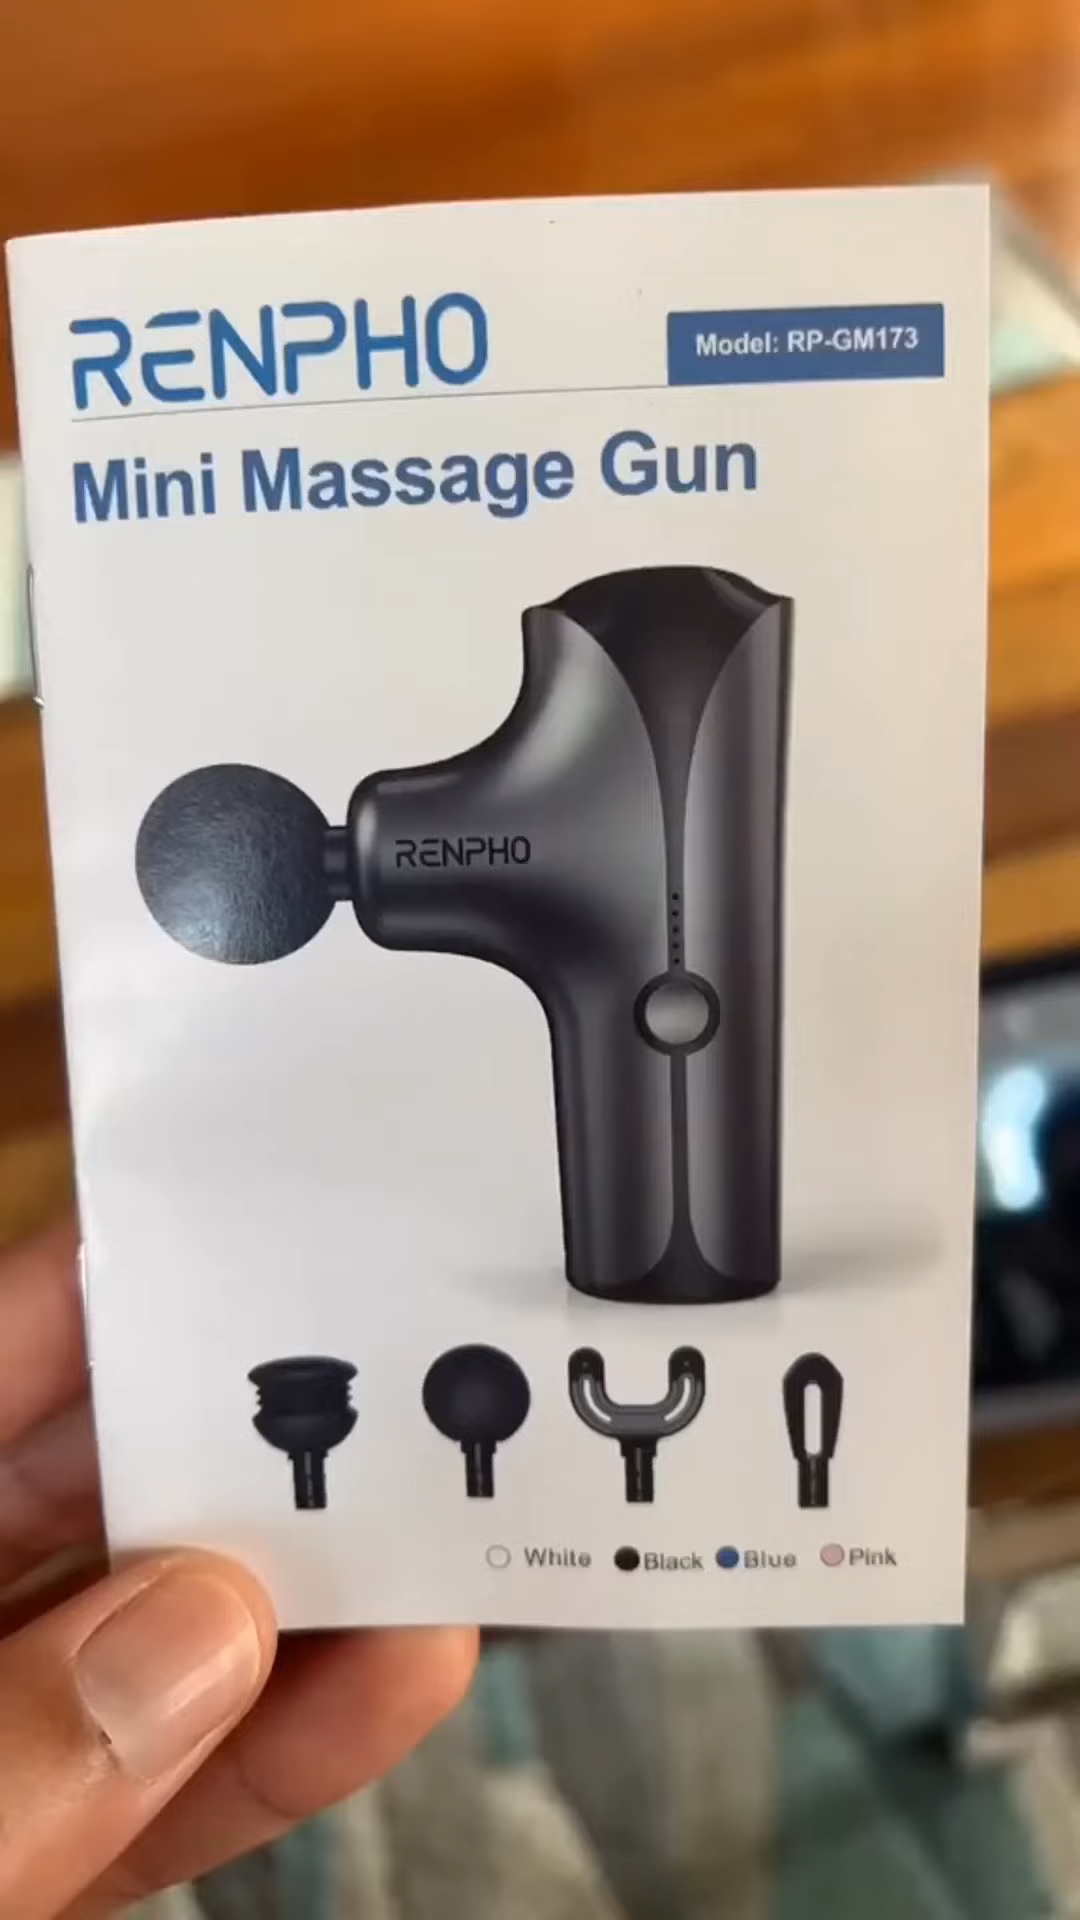 RENPHO
Model: RP-GM173
Mini Massage Gun
RENPHO
White Black Blue Pink